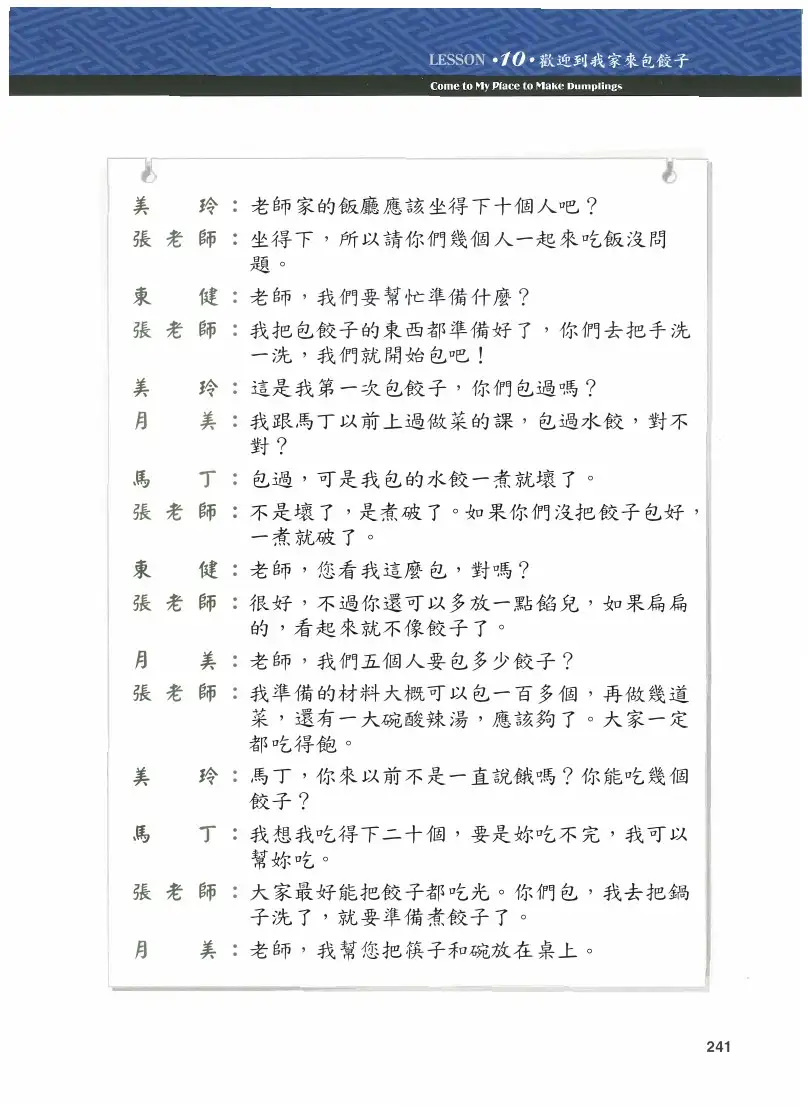 LESSON •10• 歡迎到我家來包餃子
Come to My Place to Make Dumplings
美玲：老師家的飯廳應該坐得下十個人吧？
張老師：坐得下，所以請你們幾個人一起來吃飯沒問
題。
東健：老師，我們要幫忙準備什麼？
張老師：我把包餃子的東西都準備好了，你們去把手洗
一洗，我們就開始包吧！
美玲：這是我第一次包餃子，你們包過嗎？
月美：我跟馬丁以前上過做菜的課，包過水餃，對不
對？
馬丁：包過，可是我包的水餃一煮就壞了。
張老師：不是壞了，是煮破了。如果你們沒把餃子包好，
一煮就破了。
東健：老師，您看我這麼包，對嗎？
張老師：很好，不過你還可以多放一點餡兒，如果扁扁
的，看起來就不像餃子了。
月美：老師，我們五個人要包多少餃子？
張老師：我準備的材料大概可以包一百多個，再做幾道
菜，還有一大碗酸辣湯，應該夠了。大家一定
都吃得飽。
美玲：馬丁，你來以前不是一直說餓嗎？你能吃幾個
餃子？
馬丁：我想我吃得下二十個，要是妳吃不完，我可以
幫妳吃。
張老師：大家最好能把餃子都吃光。你們包，我去把鍋
子洗了，就要準備煮餃子了。
月美：老師，我幫您把筷子和碗放在桌上。
241